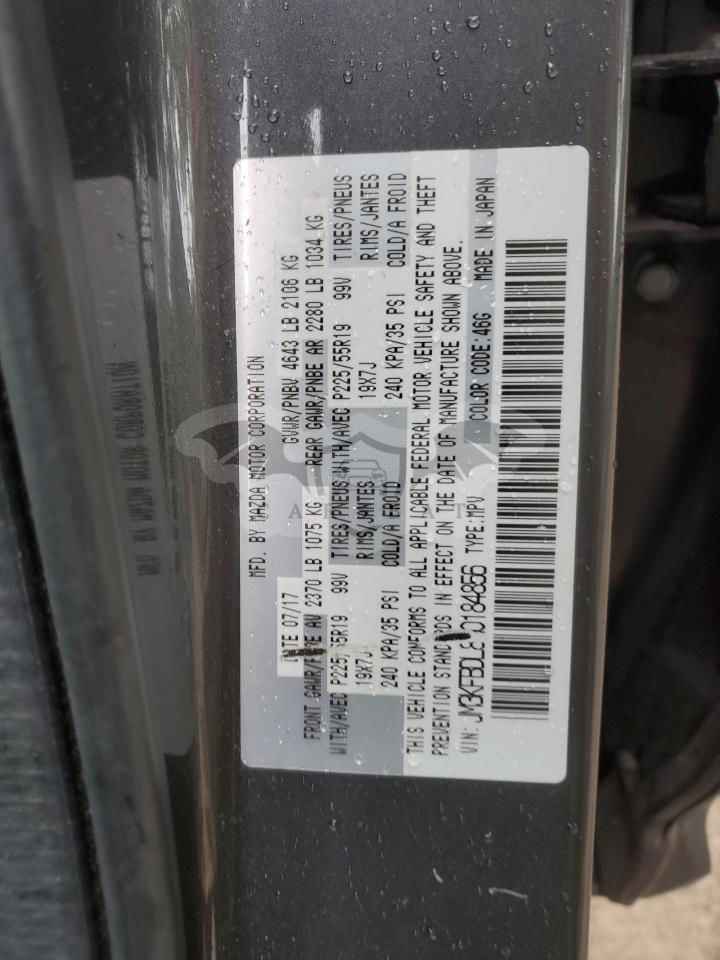 MFD. BY MAZDA MOTOR CORPORATION
DATE 07/17 GVWR/PNBV 4643 LB 2106 KG
FRONT GAWR/PNBE AV 2370 LB 1075 KG REAR GAWR/PNBE AR 2280 LB 1034 KG
WITH/AVEC P225/55R19 99V TIRES/PNEUS WITH/AVEC P225/55R19 99V TIRES/PNEUS
19X7J RIMS/JANTES 19X7J RIMS/JANTES
240 KPA/35 PSI COLD/A FROID 240 KPA/35 PSI COLD/A FROID
THIS VEHICLE CONFORMS TO ALL APPLICABLE FEDERAL MOTOR VEHICLE SAFETY AND THEFT
PREVENTION STANDARDS IN EFFECT ON THE DATE OF MANUFACTURE SHOWN ABOVE.
VIN: TYPE:MPV COLOR CODE:46G MADE IN JAPAN